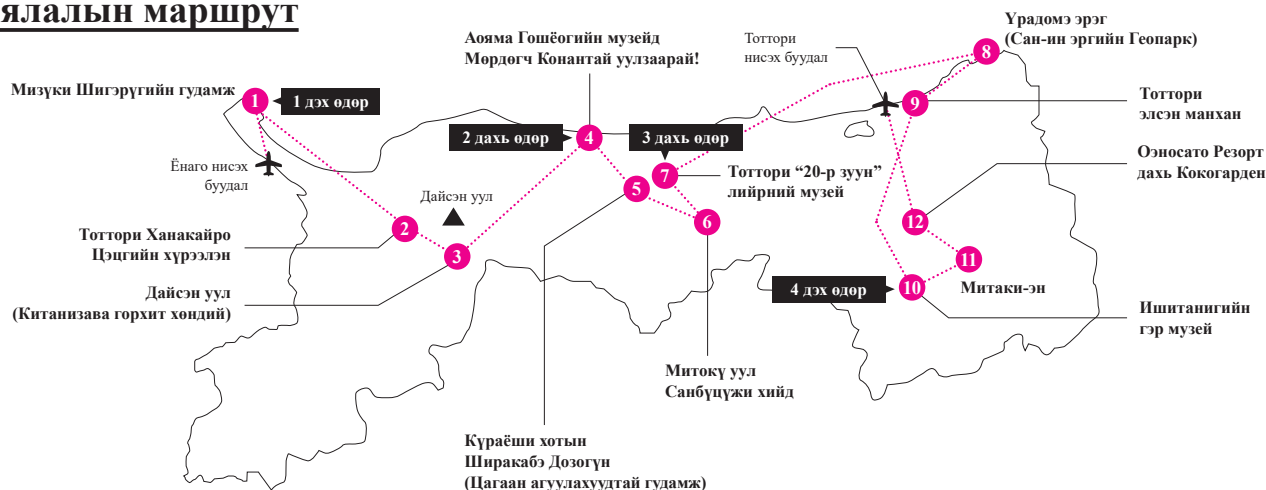 ялалын маршрут
Мизүки Шигэрүгийн гудамж
1
1 дэх өдөр
Ёнаго нисэх
буудал
Тоттори Ханакайро
Цэцгийн хүрээлэн
2
Дайсэн уул
(Китанизава горхит хөндий)
3
Дайсэн уул
Аояма Гошёогийн музейд
Мөрдөгч Конантай уулзаарай!
2 дахь өдөр
4
Күраёши хотын
Ширакабэ Дозогүн
(Цагаан агуулахуудтай гудамж)
5
Митокү уул
Санбүцүжи хийд
6
3 дахь өдөр
7
Тоттори “20-р зуун”
лийрний музей
Тоттори
нисэх буудал
Үрадомэ эрэг
(Сан-ин эргийн Геопарк)
8
9
Тоттори
элсэн манхан
4 дэх өдөр
10
Ишитанигийн
гэр музей
11
Митаки-эн
12
Оэносато Резорт
дахь Кокогарден